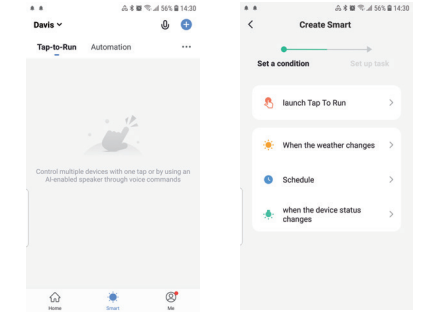 56% 14:30
Davis
Tap-to-Run Automation
Control multiple devices with one tap or by using an
AI-enabled speaker through voice commands
Home Smart Me
56% 14:30
Create Smart
Set a condition Set up task
launch Tap To Run
When the weather changes
Schedule
when the device status
changes